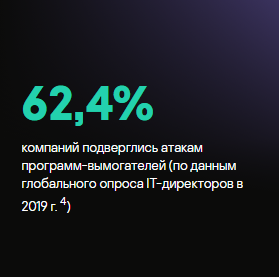 62,4%
компаний подверглись атакам
программ-вымогателей (по данным
глобального опроса IT-директоров в
2019 г. 4)